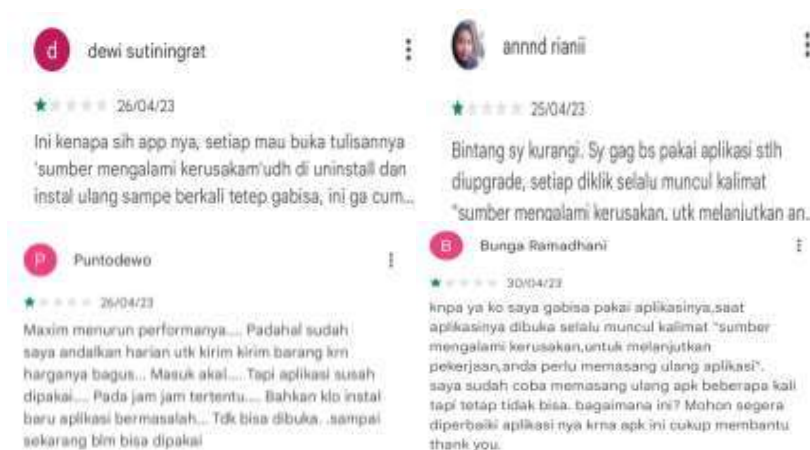 d
dewi sutiningrat
26/04/23
Ini kenapa sih app nya, setiap mau buka tulisannya
'sumber mengalami kerusakam'udh di uninstall dan
instal ulang sampe berkali tetep gabisa, ini ga cum...
annnd rianii
25/04/23
Bintang sy kurangi. Sy gag bs pakai aplikasi stlh
diupgrade, setiap diklik selalu muncul kalimat
"sumber mengalami kerusakan. utk melanjutkan an..
P
Puntodewo
26/04/23
Maxim menurun performanya.... Padahal sudah
saya andalkan harian utk kirim kirim barang krn
harganya bagus... Masuk akal.... Tapi aplikasi susah
dipakai.... Pada jam jam tertentu.... Bahkan klo instal
baru aplikasi bermasalah... Tdk bisa dibuka. .sampai
sekarang blm bisa dipakai
B
Bunga Ramadhani
30/04/23
knpa ya ko saya gabisa pakai aplikasinya,saat
aplikasinya dibuka selalu muncul kalimat "sumber
mengalami kerusakan,untuk melanjutkan
pekerjaan,anda perlu memasang ulang aplikasi".
saya sudah coba memasang ulang apk beberapa kali
tapi tetap tidak bisa. bagaimana ini? Mohon segera
diperbaiki aplikasi nya krna apk ini cukup membantu
thank you.